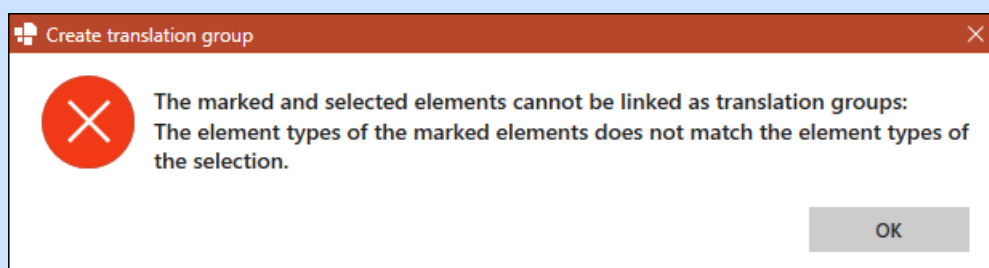 Create translation group
The marked and selected elements cannot be linked as translation groups:
The element types of the marked elements does not match the element types of
the selection.
OK